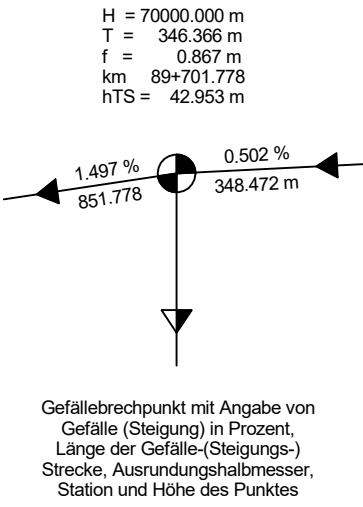 H = 70000.000 m
T = 346.366 m
f = 0.867 m
km 89+701.778
hTS = 42.953 m
1.497 %
851.778
0.502 %
348.472 m
Gefällebrechpunkt mit Angabe von
Gefälle (Steigung) in Prozent,
Länge der Gefälle-(Steigungs-)
Strecke, Ausrundungshalbmesser,
Station und Höhe des Punktes